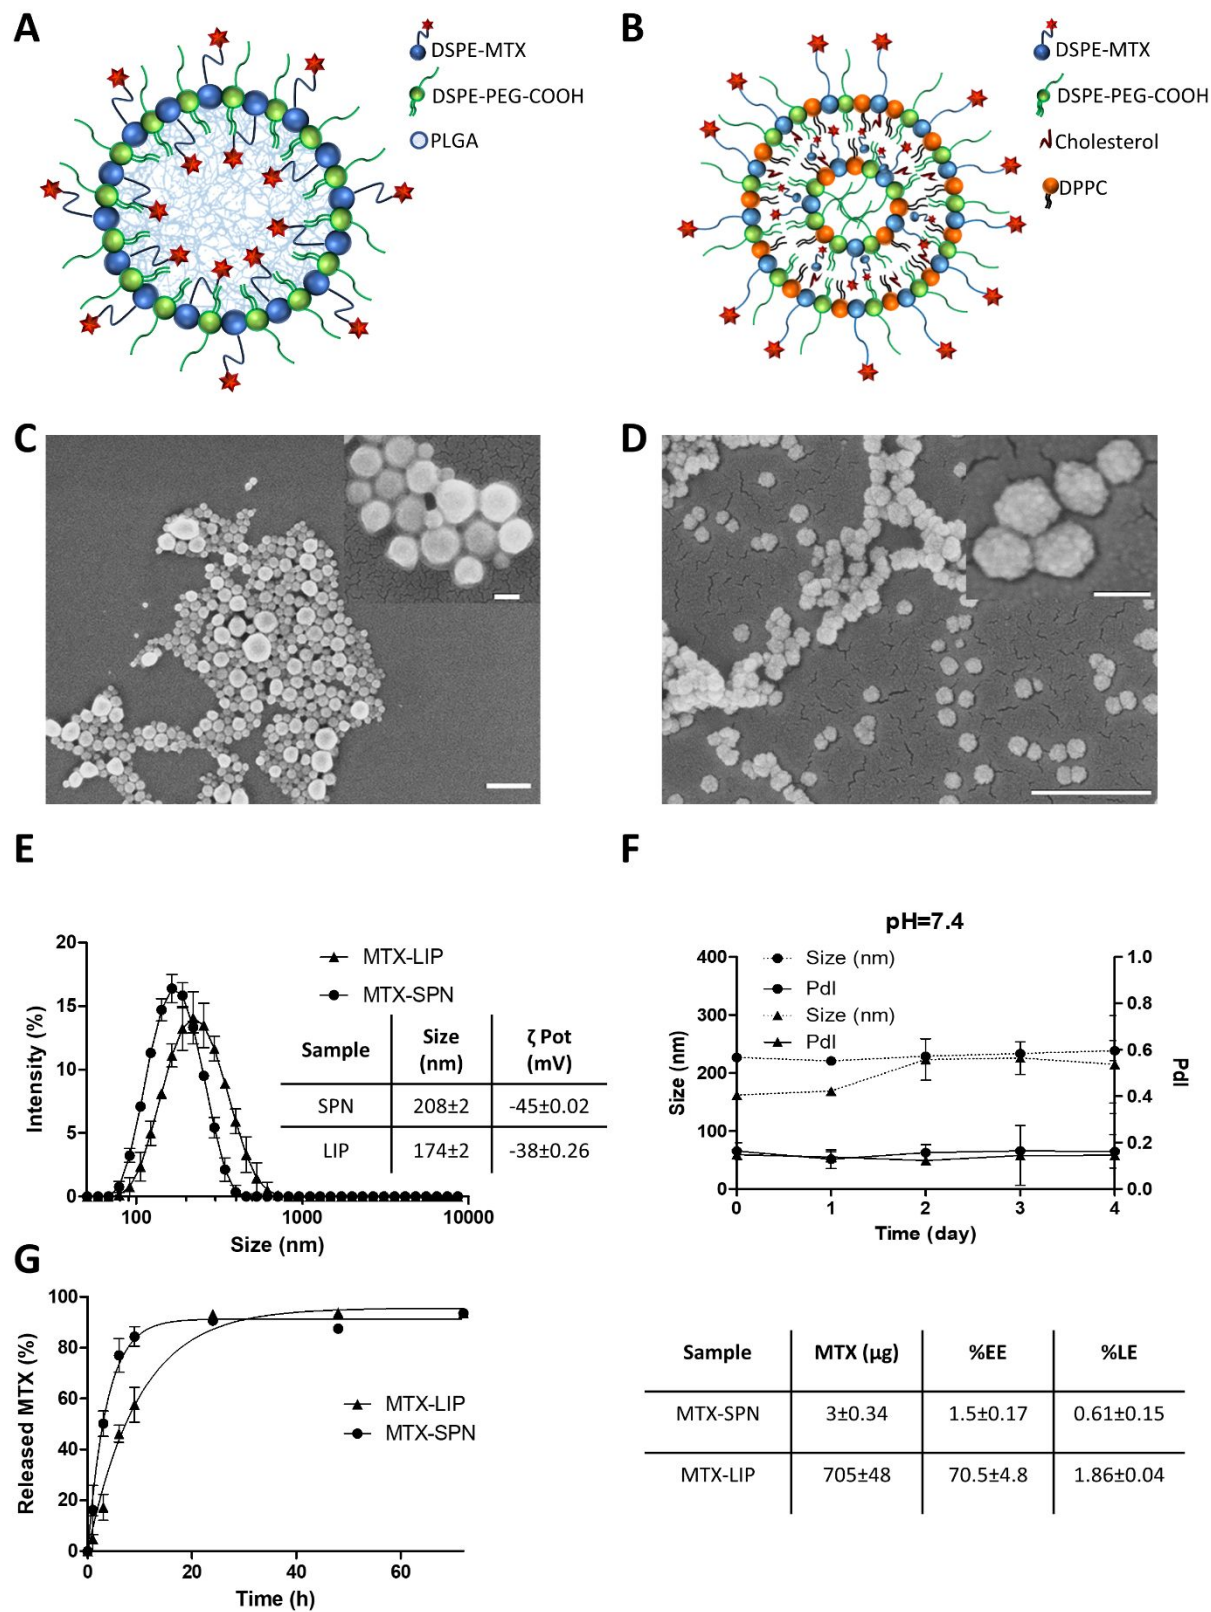 A
DSPE-MTX
DSPE-PEG-COOH
PLGA
B
DSPE-MTX
DSPE-PEG-COOH
Cholesterol
DPPC
C
D
E
20
15
10
5
0
Intensity (%)
100
1000
10000
Size (nm)
MTX-LIP
MTX-SPN
Sample Size (nm) ζ Pot (mV)
SPN 208±2 -45±0.02
LIP 174±2 -38±0.26
F
pH=7.4
400
300
200
100
0
Size (nm)
Size (nm)
PdI
Size (nm)
PdI
1.0
0.8
0.6
0.4
0.2
0.0
PdI
0 1 2 3 4
Time (day)
G
100
80
60
40
20
0
Released MTX (%)
MTX-LIP
MTX-SPN
0 20 40 60
Time (h)
Sample MTX (µg) %EE %LE
MTX-SPN 3±0.34 1.5±0.17 0.61±0.15
MTX-LIP 705±48 70.5±4.8 1.86±0.04